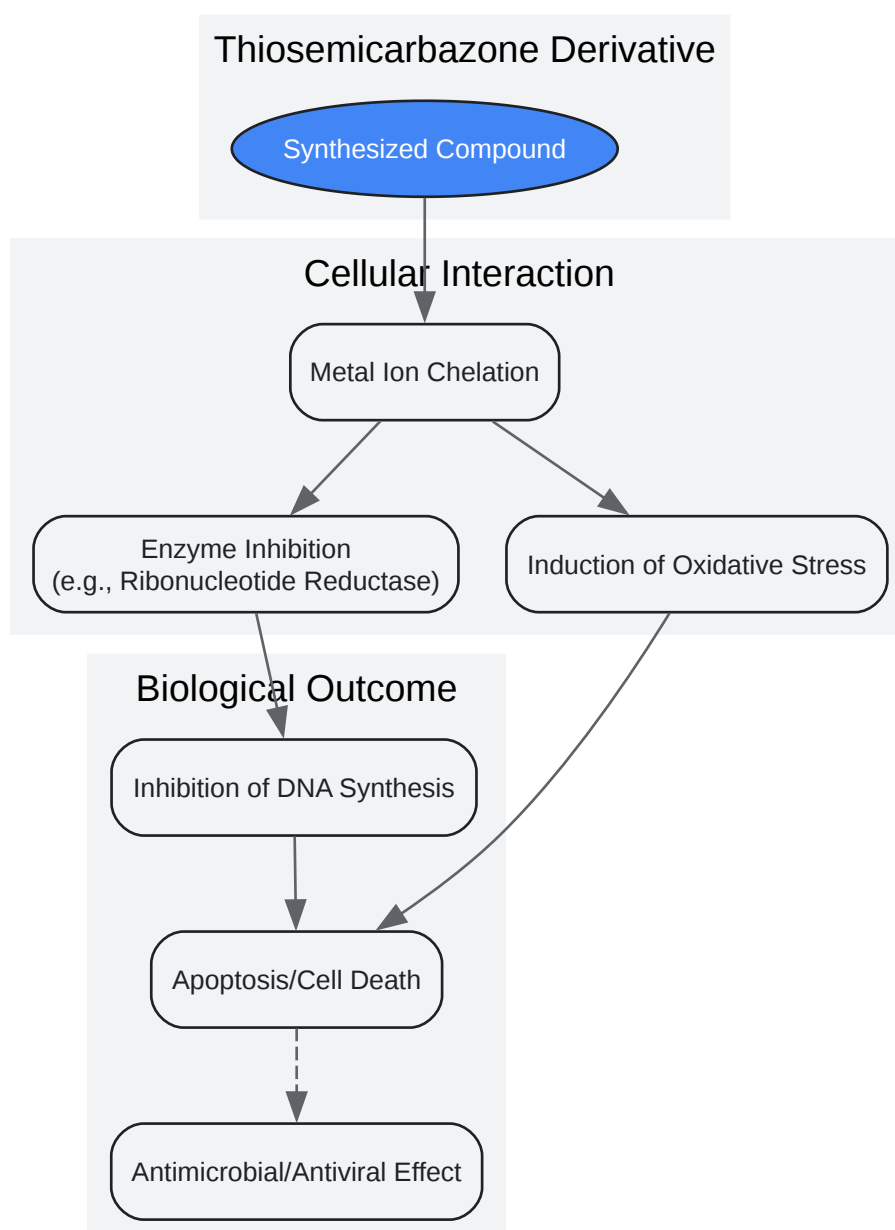 Thiosemicarbazone Derivative
Synthesized Compound
Cellular Interaction
Metal Ion Chelation
Enzyme Inhibition
(e.g., Ribonucleotide Reductase)
Induction of Oxidative Stress
Biological Outcome
Inhibition of DNA Synthesis
Apoptosis/Cell Death
Antimicrobial/Antiviral Effect